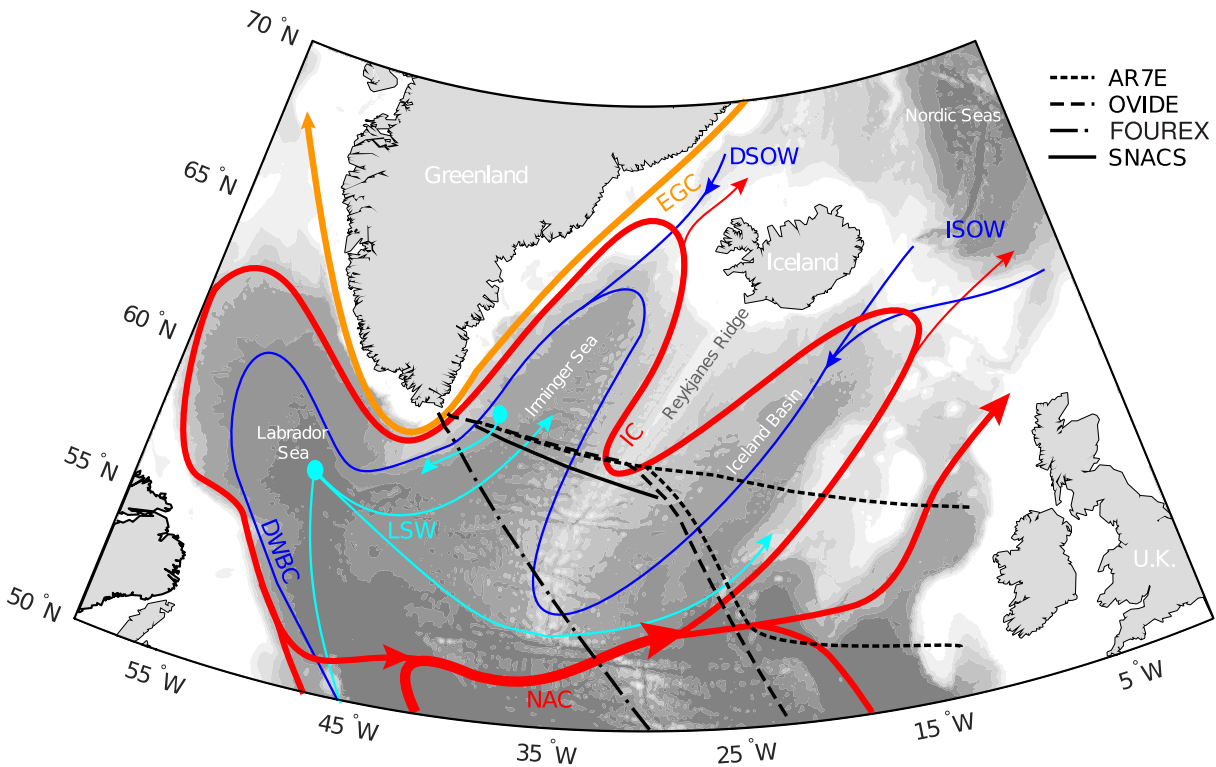 70 °N
65 °N
60 °N
55 °N
50 °N
55 °W
45 °W
35 °W
25 °W
15 °W
5 °W
AR7E
OVIDE
FOUREX
SNACS
Nordic Seas
Greenland
DSOW
EGC
ISOW
Iceland
Reykjanes Ridge
Irminger Sea
Iceland Basin
IC
Labrador
Sea
LSW
DWBC
NAC
U.K.